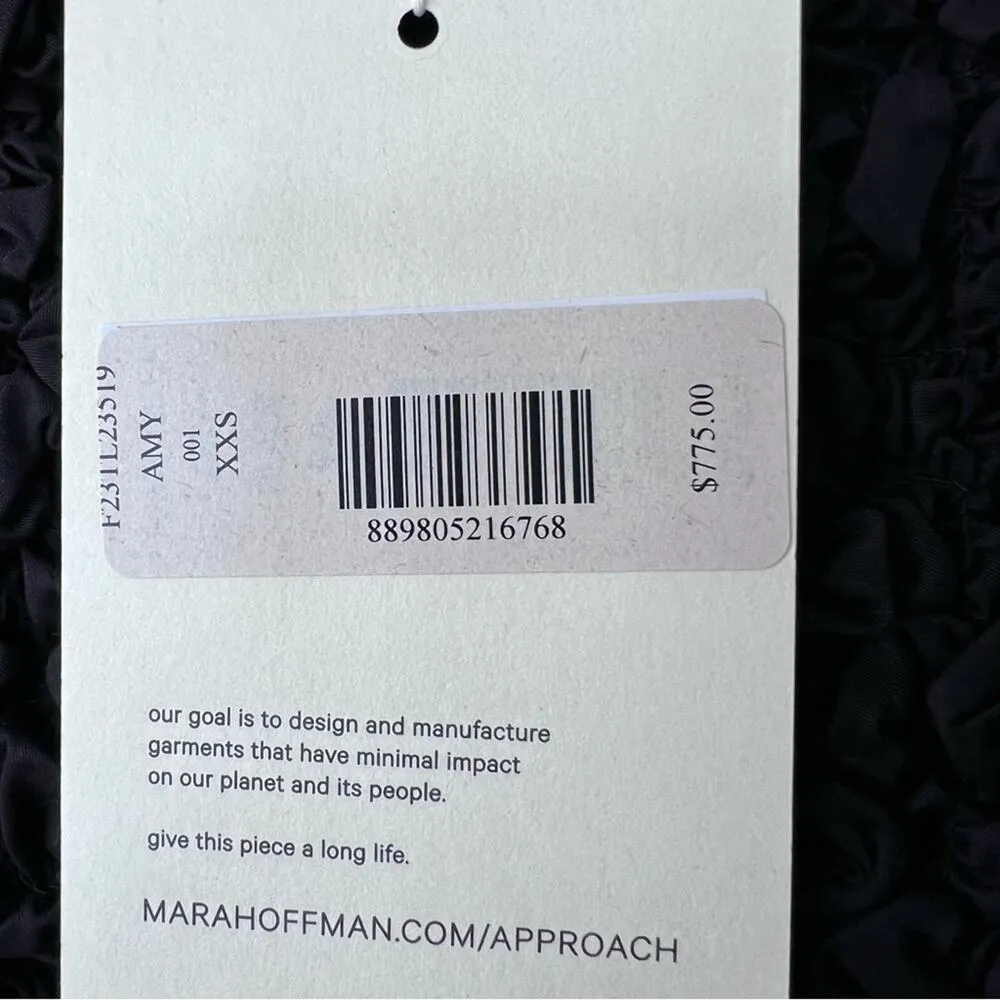 F23TL23519
AMY
001
XXS
889805216768
$775.00
our goal is to design and manufacture
garments that have minimal impact
on our planet and its people.
give this piece a long life.
MARAHOFFMAN.COM/APPROACH